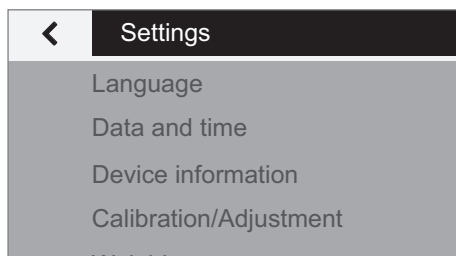 Settings
Language
Data and time
Device information
Calibration/Adjustment